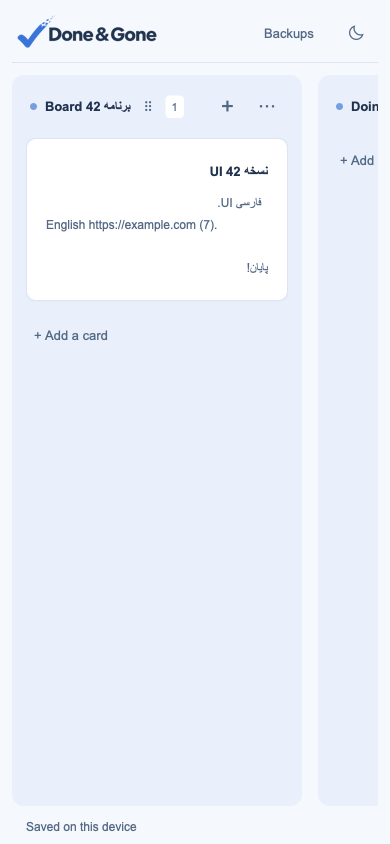 Done & Gone
Backups
Board 42 برنامه
1
+
...
Doin
نسخه 42 UI
فارسی UI.
English https://example.com (7).
پایان!
+ Add
+ Add a card
Saved on this device